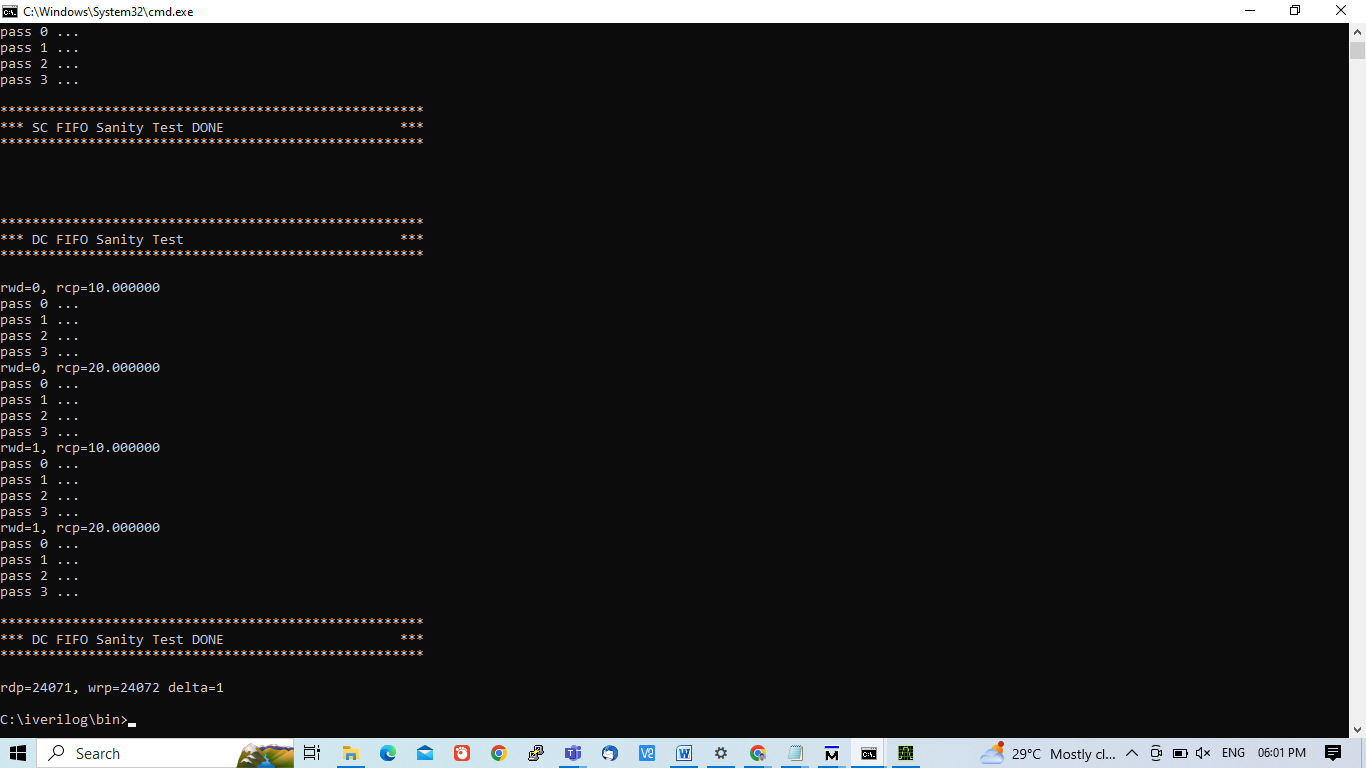 C:\Windows\System32\cmd.exe
pass 0 ...
pass 1 ...
pass 2 ...
pass 3 ...
*****************************************************
*** SC FIFO Sanity Test DONE                      ***
*****************************************************
*****************************************************
*** DC FIFO Sanity Test                           ***
*****************************************************
rwd=0, rcp=10.000000
pass 0 ...
pass 1 ...
pass 2 ...
pass 3 ...
rwd=0, rcp=20.000000
pass 0 ...
pass 1 ...
pass 2 ...
pass 3 ...
rwd=1, rcp=10.000000
pass 0 ...
pass 1 ...
pass 2 ...
pass 3 ...
rwd=1, rcp=20.000000
pass 0 ...
pass 1 ...
pass 2 ...
pass 3 ...
*****************************************************
*** DC FIFO Sanity Test DONE                      ***
*****************************************************
rdp=24071, wrp=24072 delta=1
C:\iverilog\bin>_
Search 29°C Mostly cl... ENG 06:01 PM